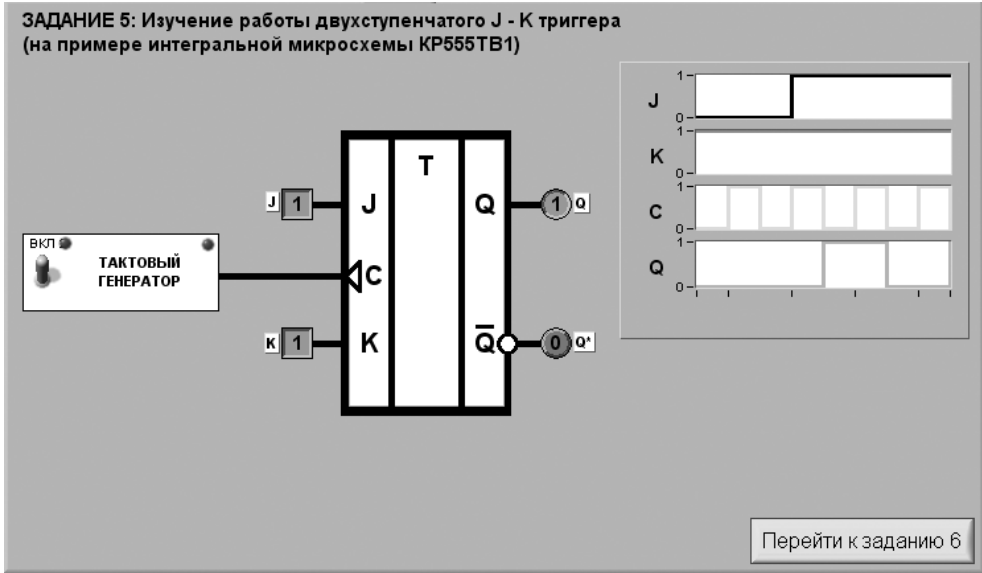 ЗАДАНИЕ 5: Изучение работы двухступенчатого J - K триггера
(на примере интегральной микросхемы КР555ТВ1)
J 1
K 1
ВКЛ
ТАКТОВЫЙ
ГЕНЕРАТОР
T
J
C
K
Q
Q̅
1 Q
0 Q*
J
1
0
K
1
0
C
1
0
Q
1
0
Перейти к заданию 6